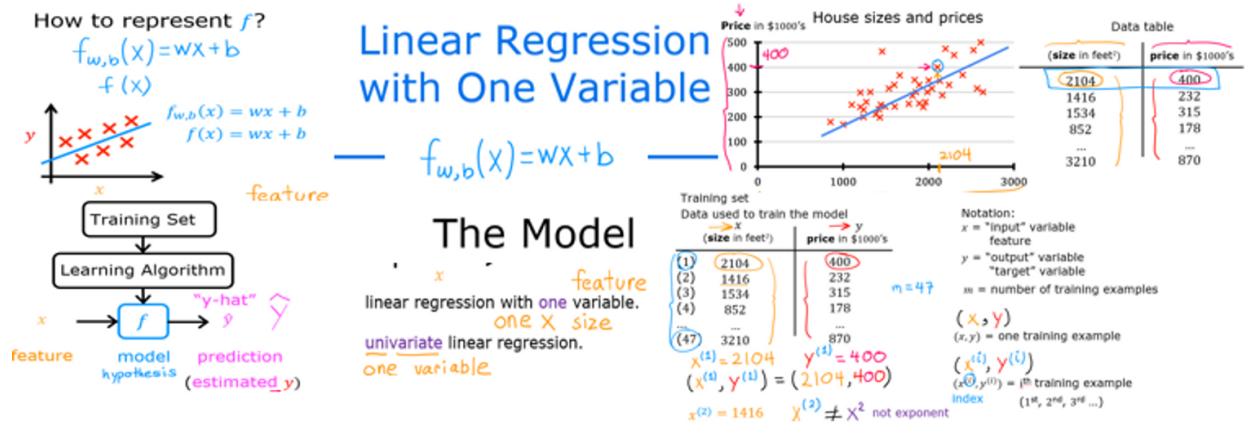 How to represent f?
f_w,b(x)=wx+b
f(x)
f_w,b(x) = wx + b
f(x) = wx + b
y
x
feature
Training Set
Learning Algorithm
x
f
"y-hat"
ŷ
ŷ
feature
model
hypothesis
prediction
(estimated y)
Linear Regression
with One Variable
f_w,b(x)=wx+b
The Model
x
feature
linear regression with one variable.
one x size
univariate linear regression.
one variable
House sizes and prices
Price in $1000's
500
400
400
300
200
100
0
2104
0 1000 2000 3000
Data table
(size in feet²) price in $1000's
2104 400
1416 232
1534 315
852 178
... ...
3210 870
Training set
Data used to train the model
x y
(size in feet²) price in $1000's
(1) 2104 400
(2) 1416 232
(3) 1534 315
(4) 852 178
... ... ...
(47) 3210 870
m=47
x⁽¹⁾=2104 y⁽¹⁾=400
(x⁽¹⁾, y⁽¹⁾) = (2104,400)
x⁽²⁾ = 1416 x⁽²⁾ ≠ x² not exponent
Notation:
x = "input" variable
feature
y = "output" variable
"target" variable
m = number of training examples
(x,y)
(x, y) = one training example
(x⁽ⁱ⁾, y⁽ⁱ⁾)
(x⁽ⁱ⁾, y⁽ⁱ⁾) = iᵗʰ training example
index
(1st, 2nd, 3rd ...)